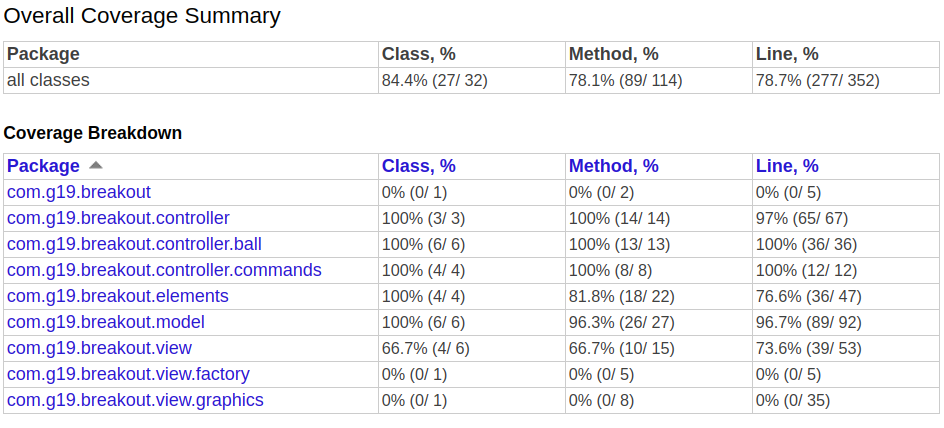 Overall Coverage Summary
Package Class, % Method, % Line, %
all classes 84.4% (27/ 32) 78.1% (89/ 114) 78.7% (277/ 352)
Coverage Breakdown
Package Class, % Method, % Line, %
com.g19.breakout 0% (0/ 1) 0% (0/ 2) 0% (0/ 5)
com.g19.breakout.controller 100% (3/ 3) 100% (14/ 14) 97% (65/ 67)
com.g19.breakout.controller.ball 100% (6/ 6) 100% (13/ 13) 100% (36/ 36)
com.g19.breakout.controller.commands 100% (4/ 4) 100% (8/ 8) 100% (12/ 12)
com.g19.breakout.elements 100% (4/ 4) 81.8% (18/ 22) 76.6% (36/ 47)
com.g19.breakout.model 100% (6/ 6) 96.3% (26/ 27) 96.7% (89/ 92)
com.g19.breakout.view 66.7% (4/ 6) 66.7% (10/ 15) 73.6% (39/ 53)
com.g19.breakout.view.factory 0% (0/ 1) 0% (0/ 5) 0% (0/ 5)
com.g19.breakout.view.graphics 0% (0/ 1) 0% (0/ 8) 0% (0/ 35)